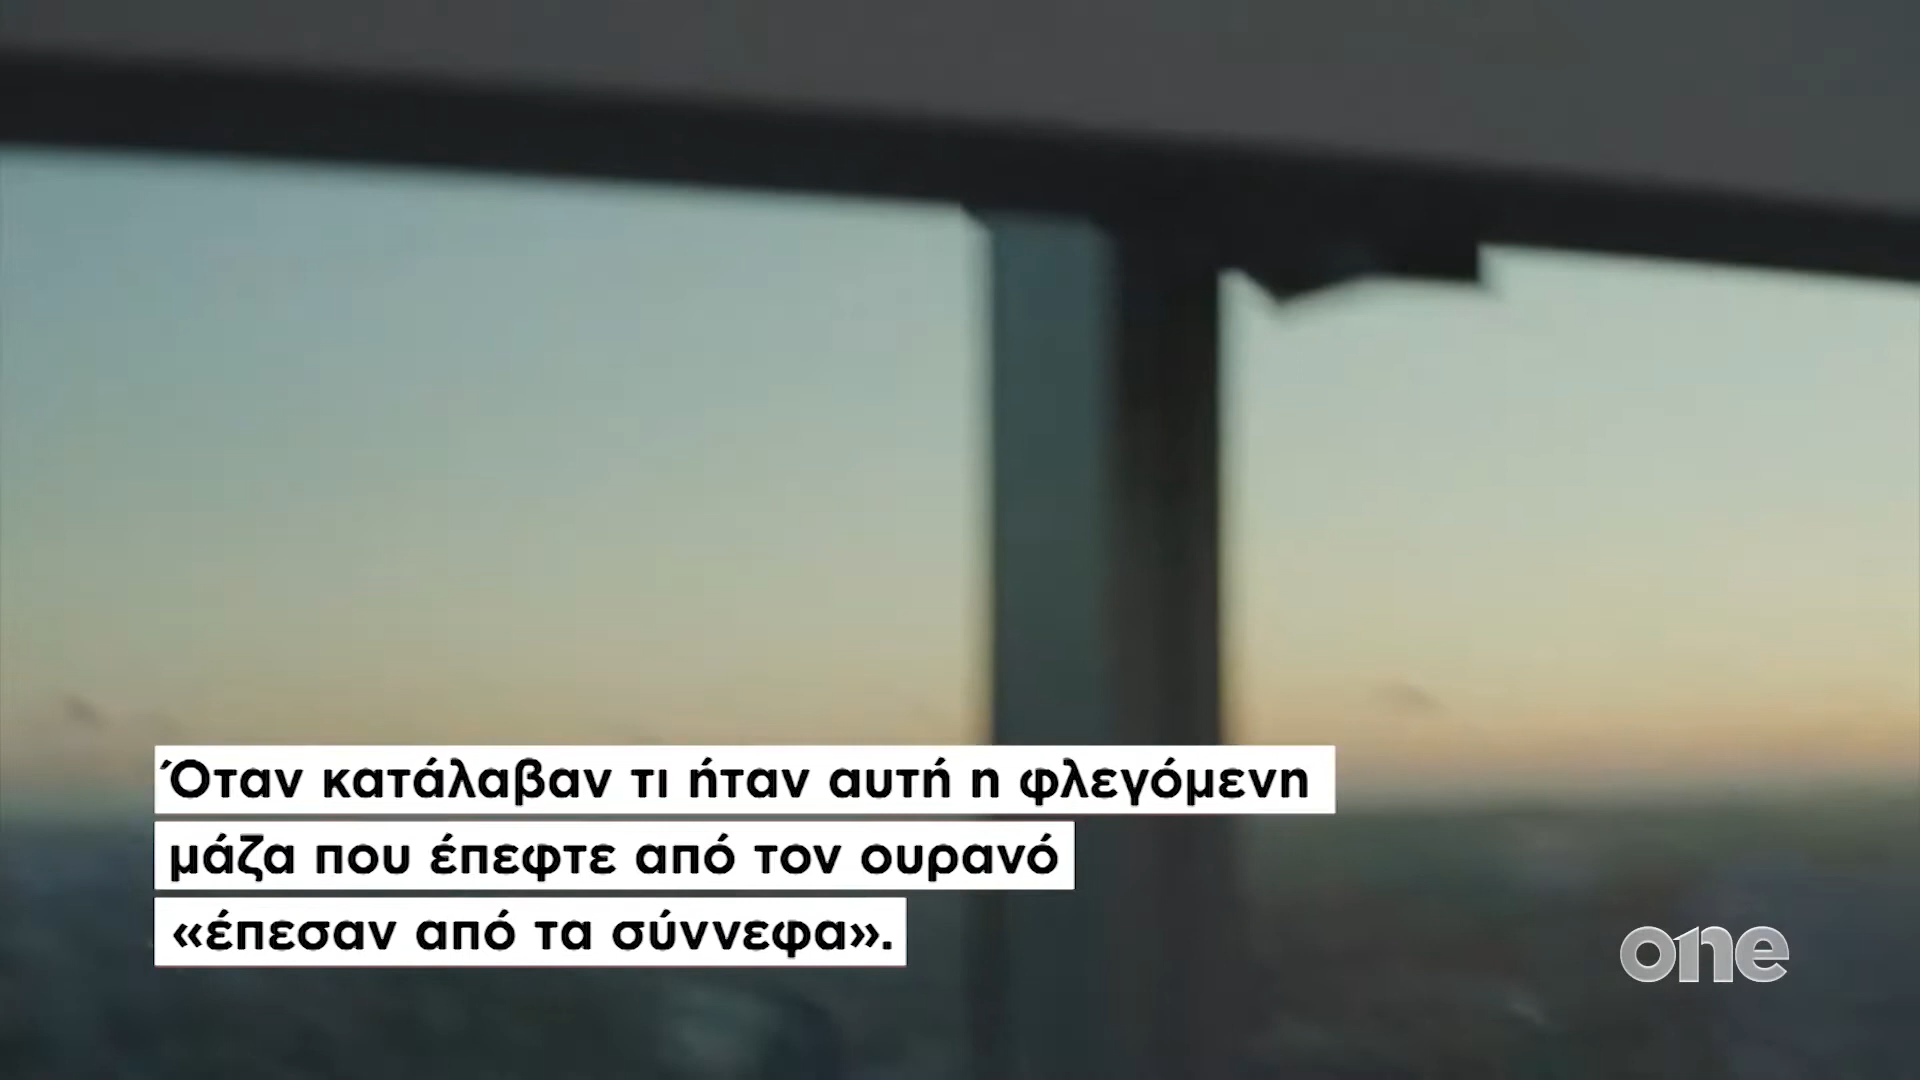 Όταν κατάλαβαν τι ήταν αυτή η φλεγόμενη
μάζα που έπεφτε από τον ουρανό
«έπεσαν από τα σύννεφα».
one